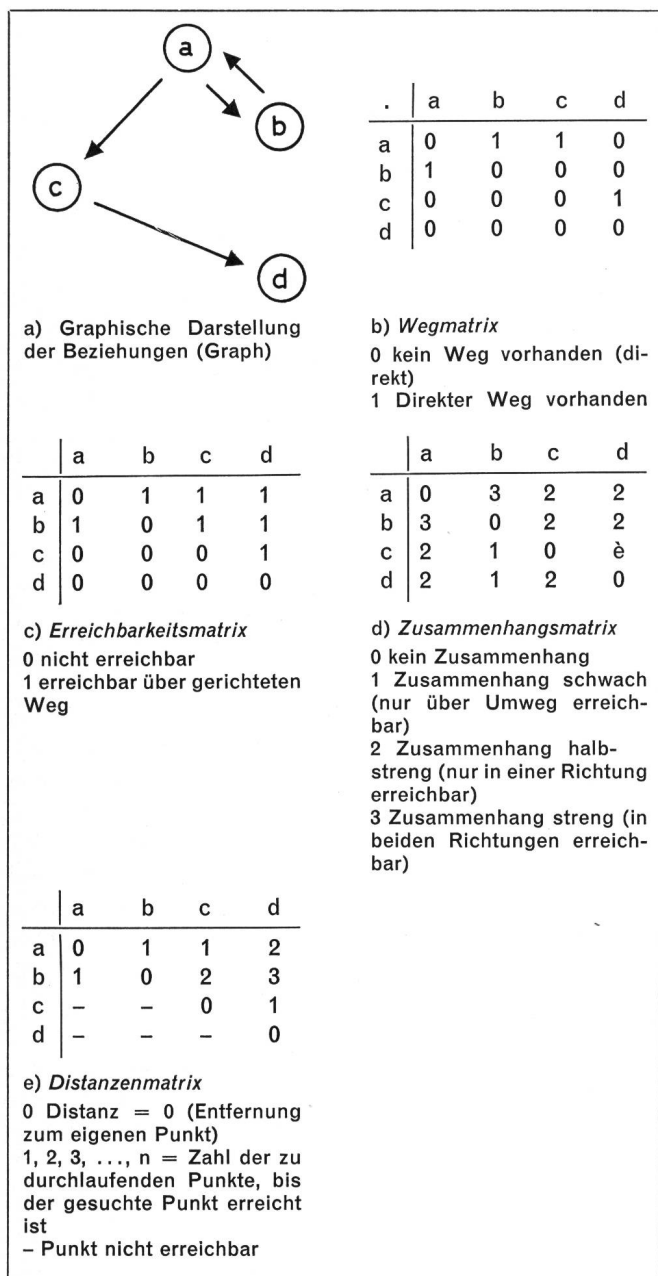 a
b
c
d
a) Graphische Darstellung
der Beziehungen (Graph)
. a b c d
a 0 1 1 0
b 1 0 0 0
c 0 0 0 1
d 0 0 0 0
b) Wegmatrix
0 kein Weg vorhanden (di-
rekt)
1 Direkter Weg vorhanden
a b c d
a 0 1 1 1
b 1 0 1 1
c 0 0 0 1
d 0 0 0 0
c) Erreichbarkeitsmatrix
0 nicht erreichbar
1 erreichbar über gerichteten
Weg
a b c d
a 0 3 2 2
b 3 0 2 2
c 2 1 0 è
d 2 1 2 0
d) Zusammenhangsmatrix
0 kein Zusammenhang
1 Zusammenhang schwach
(nur über Umweg erreich-
bar)
2 Zusammenhang halb-
streng (nur in einer Richtung
erreichbar)
3 Zusammenhang streng (in
beiden Richtungen erreich-
bar)
a b c d
a 0 1 1 2
b 1 0 2 3
c – – 0 1
d – – – 0
e) Distanzenmatrix
0 Distanz = 0 (Entfernung
zum eigenen Punkt)
1, 2, 3, ..., n = Zahl der zu
durchlaufenden Punkte, bis
der gesuchte Punkt erreicht
ist
– Punkt nicht erreichbar